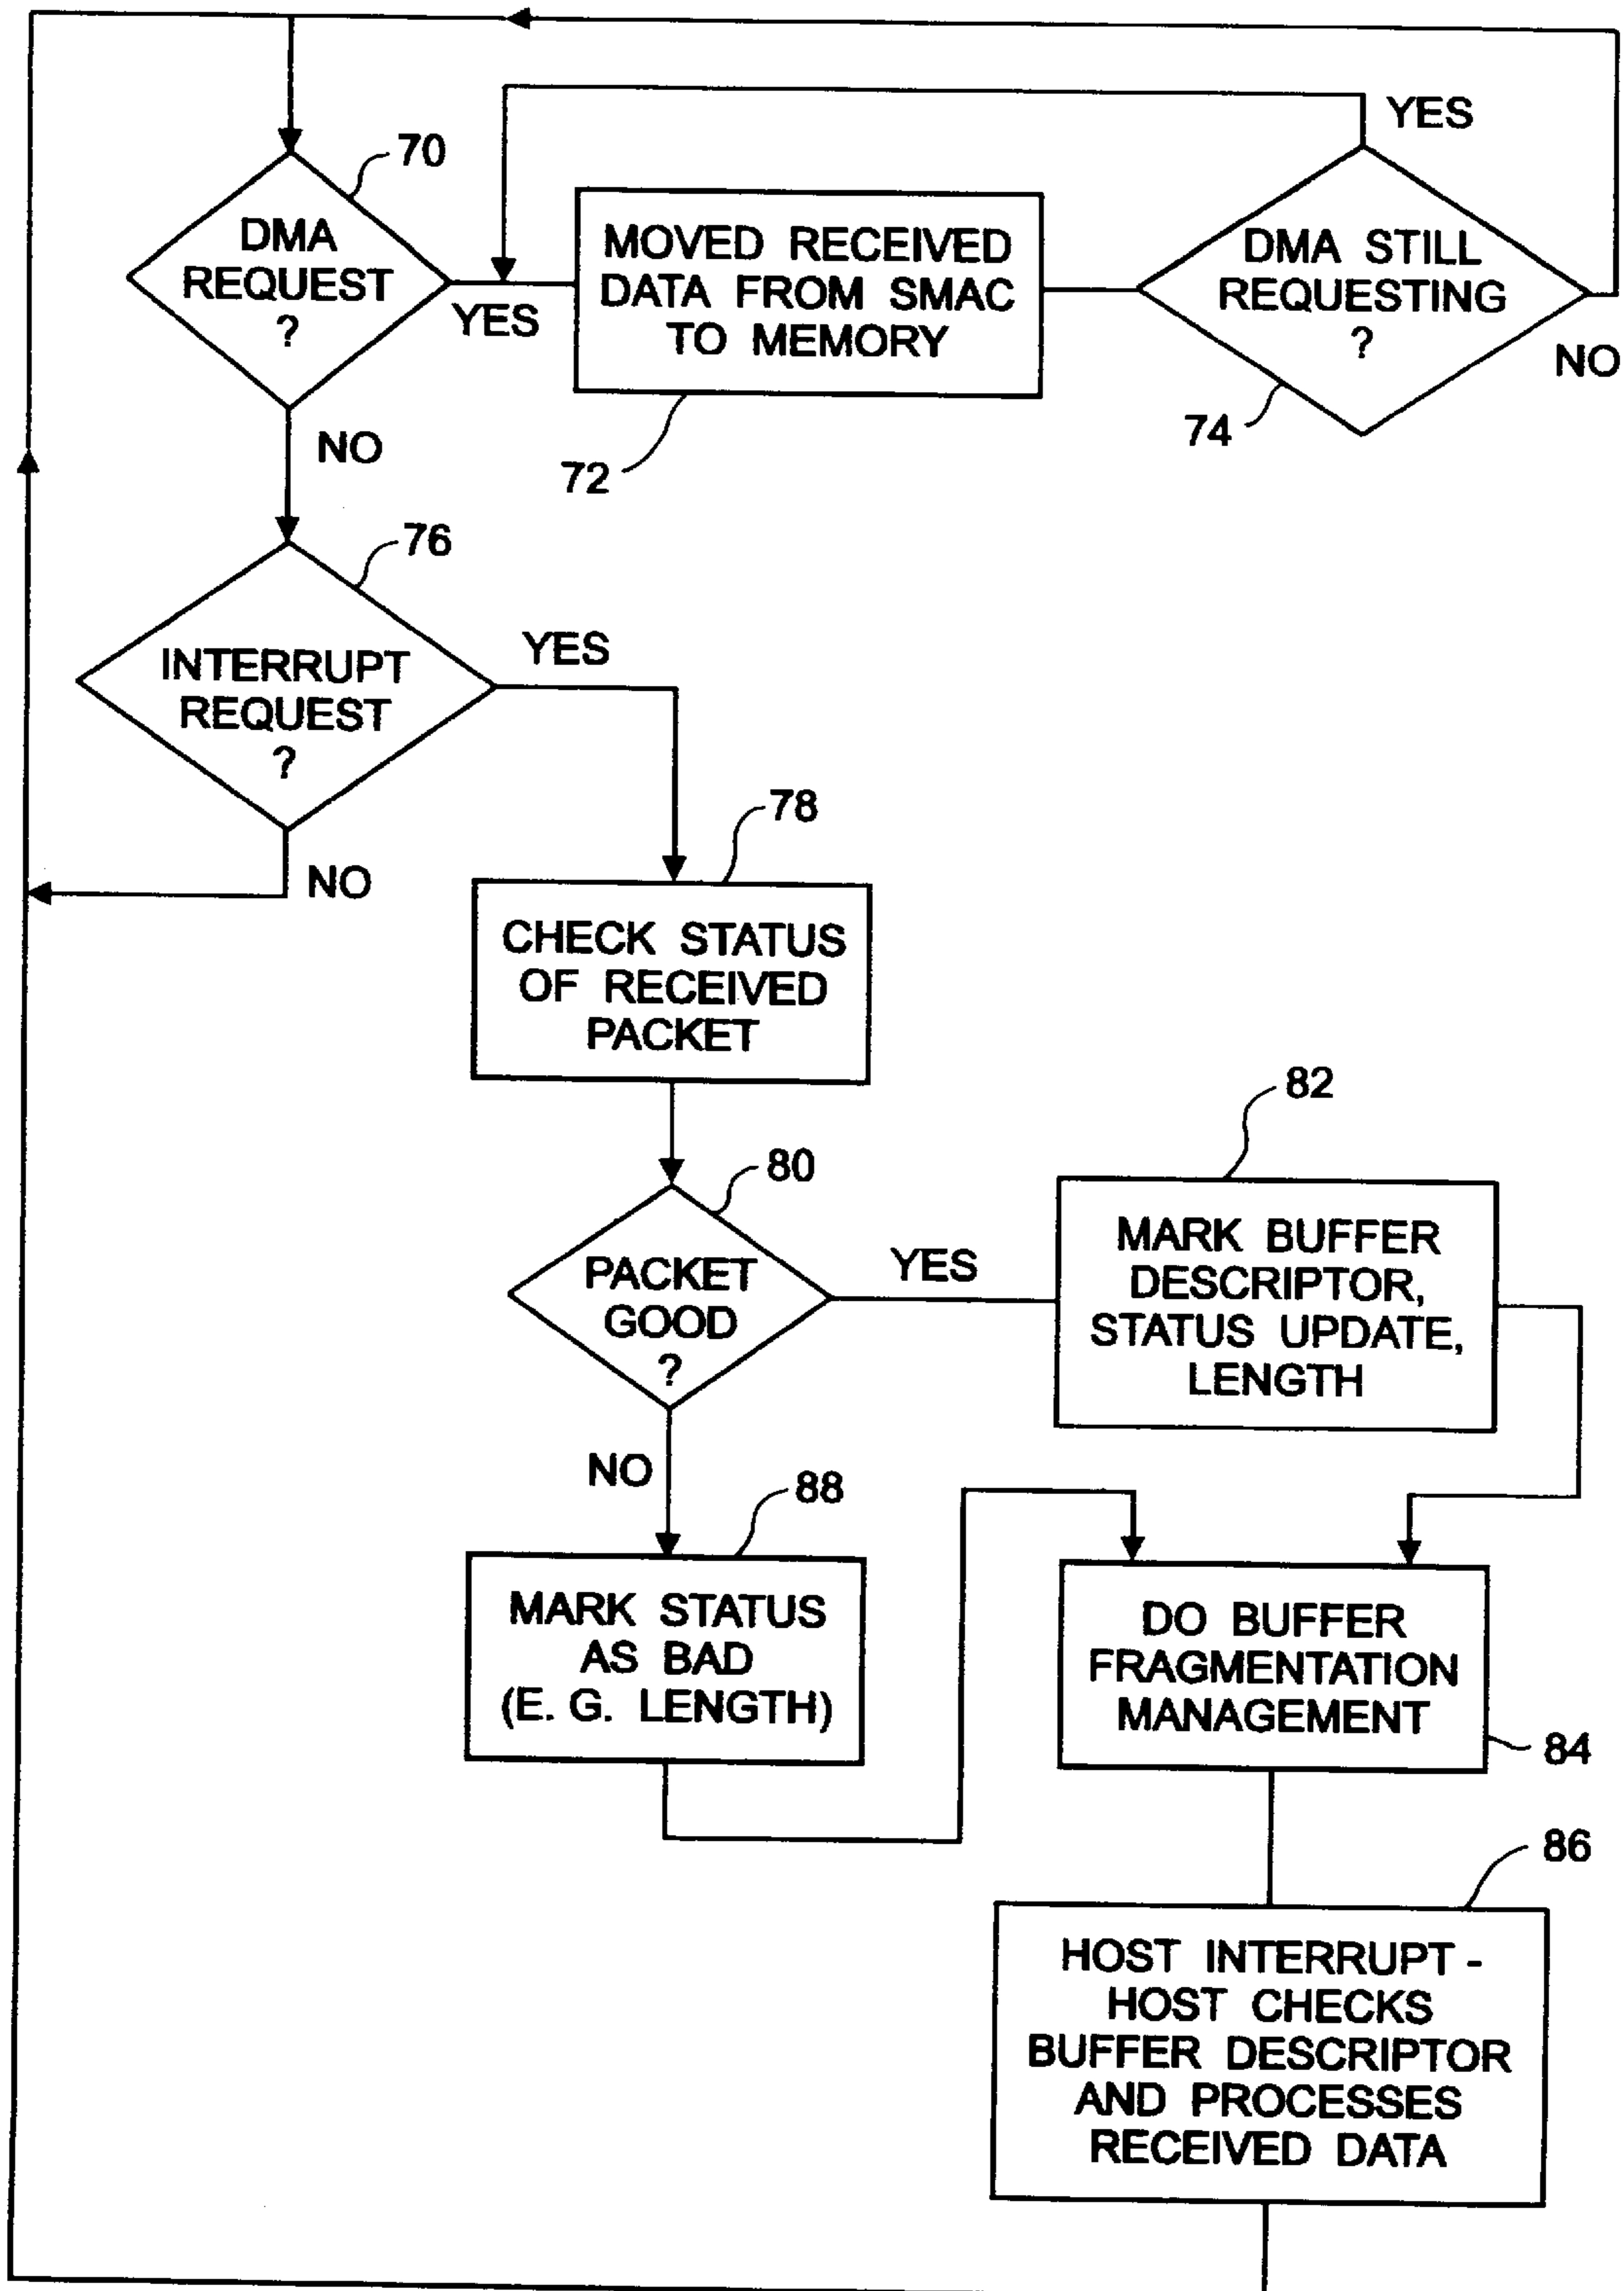 YES
70
DMA
REQUEST
?
YES
MOVED RECEIVED
DATA FROM SMAC
TO MEMORY
DMA STILL
REQUESTING
?
NO
74
72
NO
76
INTERRUPT
REQUEST
?
YES
NO
78
CHECK STATUS
OF RECEIVED
PACKET
80
PACKET
GOOD
?
YES
82
MARK BUFFER
DESCRIPTOR,
STATUS UPDATE,
LENGTH
NO
88
MARK STATUS
AS BAD
(E. G. LENGTH)
DO BUFFER
FRAGMENTATION
MANAGEMENT
84
86
HOST INTERRUPT -
HOST CHECKS
BUFFER DESCRIPTOR
AND PROCESSES
RECEIVED DATA